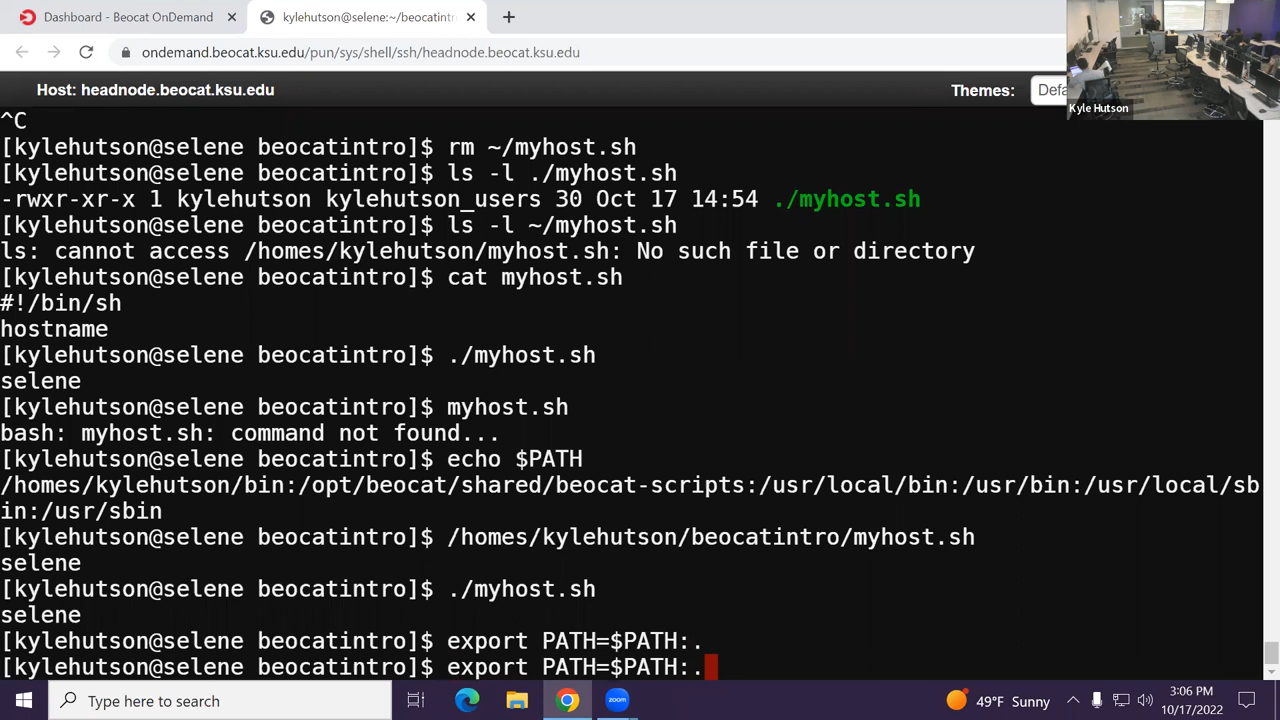 Dashboard - Beocat OnDemand
kylehutson@selene:~/beocatintro
ondemand.beocat.ksu.edu/pun/sys/shell/ssh/headnode.beocat.ksu.edu
Host: headnode.beocat.ksu.edu
Themes:
Defa
Kyle Hutson
^C
[kylehutson@selene beocatintro]$ rm ~/myhost.sh
[kylehutson@selene beocatintro]$ ls -l ./myhost.sh
-rwxr-xr-x 1 kylehutson kylehutson_users 30 Oct 17 14:54 ./myhost.sh
[kylehutson@selene beocatintro]$ ls -l ~/myhost.sh
ls: cannot access /homes/kylehutson/myhost.sh: No such file or directory
[kylehutson@selene beocatintro]$ cat myhost.sh
#!/bin/sh
hostname
[kylehutson@selene beocatintro]$ ./myhost.sh
selene
[kylehutson@selene beocatintro]$ myhost.sh
bash: myhost.sh: command not found...
[kylehutson@selene beocatintro]$ echo $PATH
/homes/kylehutson/bin:/opt/beocat/shared/beocat-scripts:/usr/local/bin:/usr/bin:/usr/local/sb
in:/usr/sbin
[kylehutson@selene beocatintro]$ /homes/kylehutson/beocatintro/myhost.sh
selene
[kylehutson@selene beocatintro]$ ./myhost.sh
selene
[kylehutson@selene beocatintro]$ export PATH=$PATH:.
[kylehutson@selene beocatintro]$ export PATH=$PATH:.
Type here to search
zoom
49°F Sunny
3:06 PM
10/17/2022